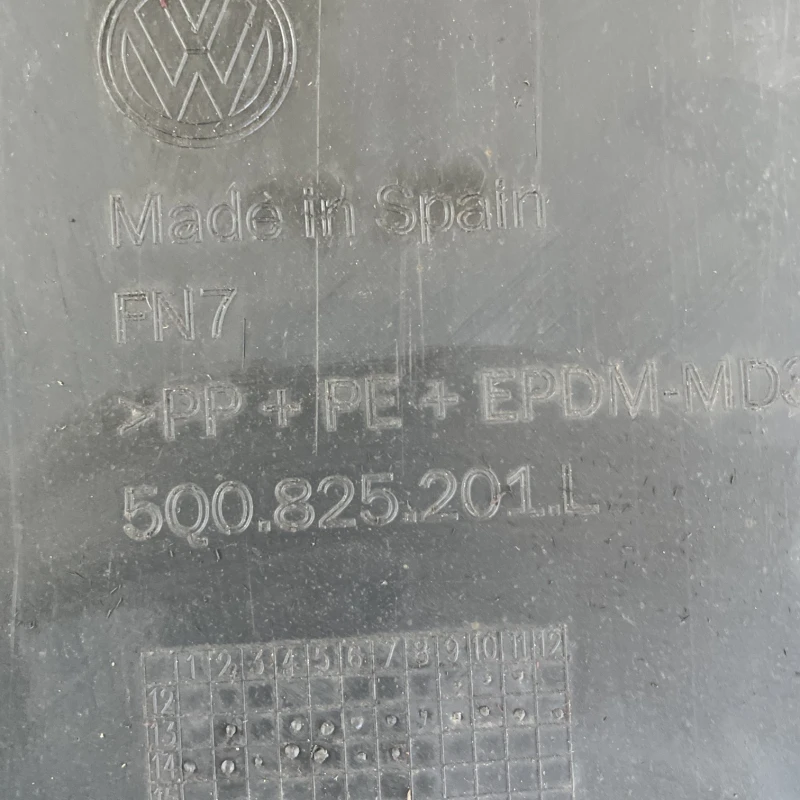 Made in Spain
FN7
>PP + PE + EPDM-MD3
5Q0.825.201.L
1 2 3 4 5 6 7 8 9 10 11 12
12
13
14